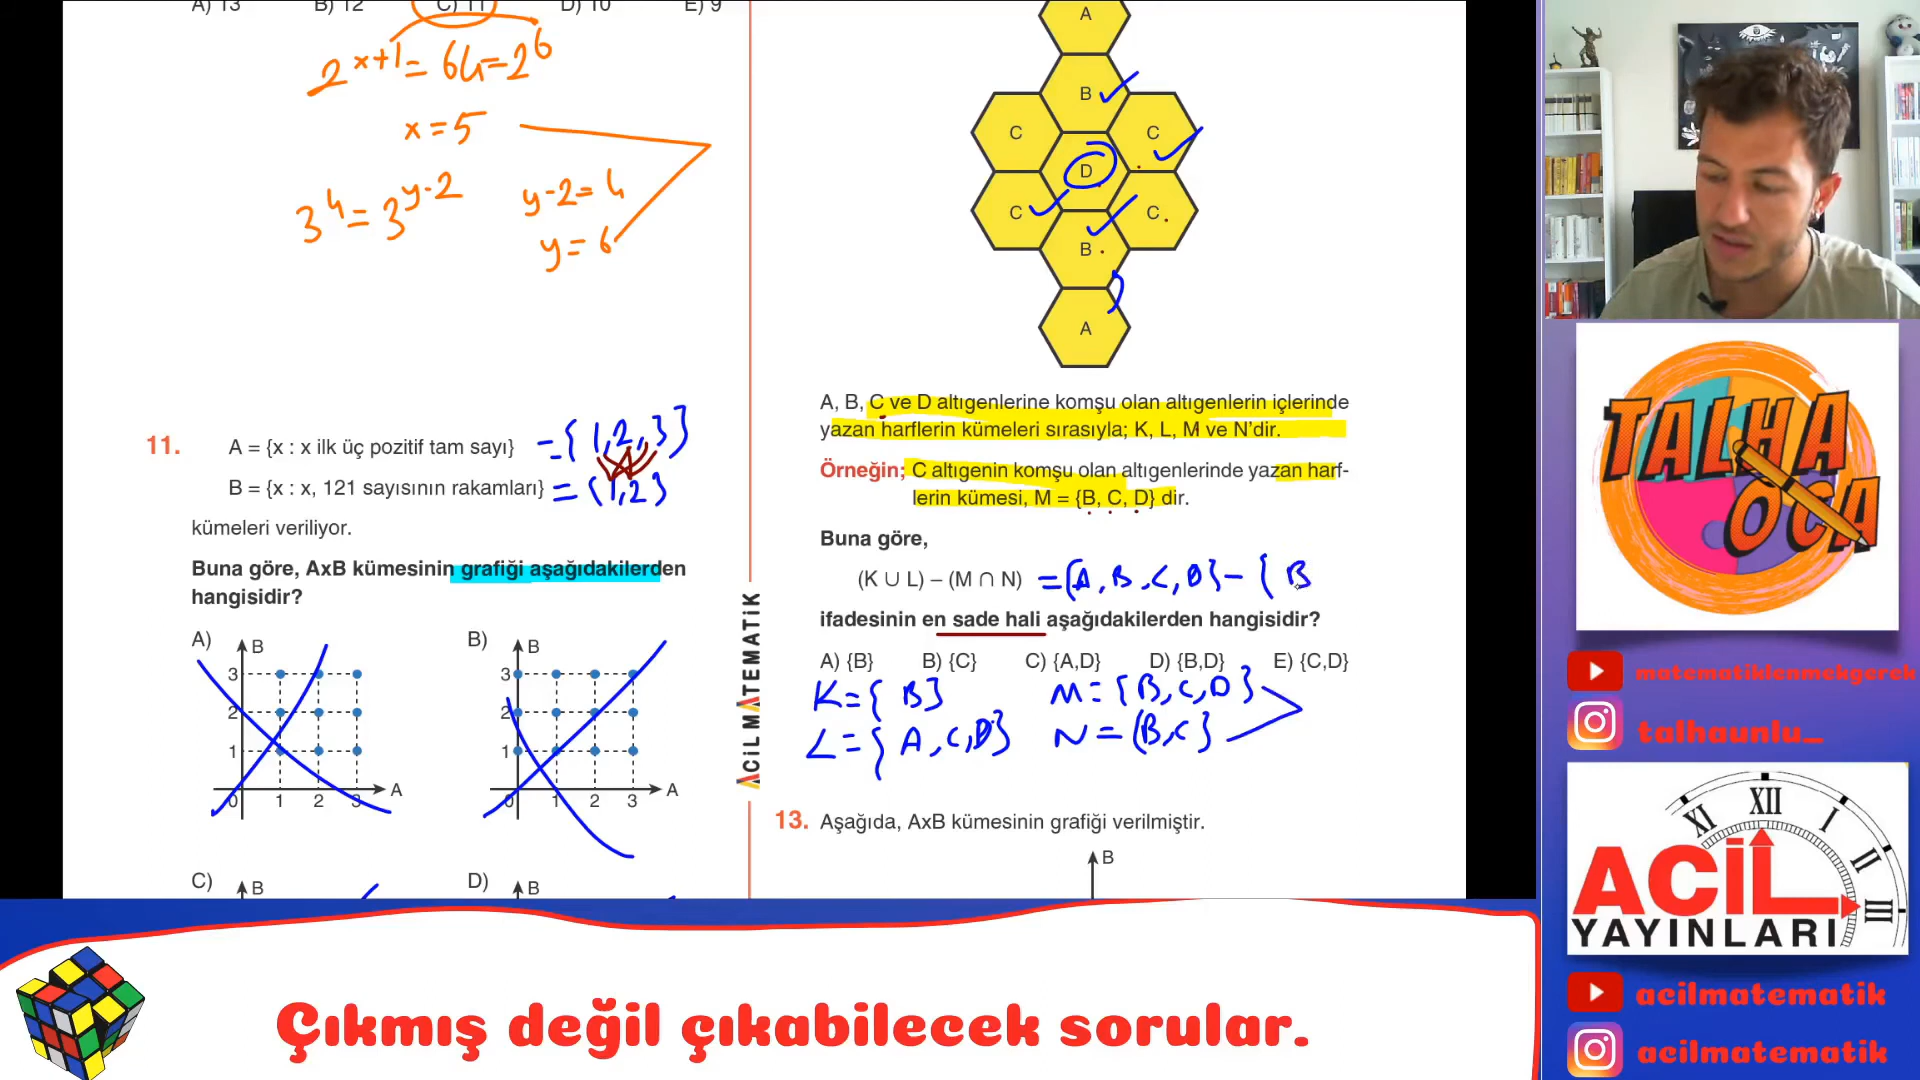 A) 13 B) 12 C) 11 D) 10 E) 9
2^x+1 = 64 = 2^6
x = 5
3^4 = 3^y-2
y-2 = 4
y = 6
11. A = {x : x ilk üç pozitif tam sayı} = {1,2,3}
B = {x : x, 121 sayısının rakamları} = {1,2}
kümeleri veriliyor.
Buna göre, AxB kümesinin grafiği aşağıdakilerden
hangisidir?
A) B
3
2
1
0 1 2 3 A
B) B
3
2
1
0 1 2 3 A
C) B
D) B
ACİL MATEMATİK
A
B
C C
D
C C
B
A
A, B, C ve D altıgenlerine komşu olan altıgenlerin içlerinde
yazan harflerin kümeleri sırasıyla; K, L, M ve N'dir.
Örneğin; C altıgenin komşu olan altıgenlerinde yazan harf-
lerin kümesi, M = {B, C, D} dir.
Buna göre,
(K ∪ L) – (M ∩ N) = {A, B, C, D} - { B
ifadesinin en sade hali aşağıdakilerden hangisidir?
A) {B} B) {C} C) {A,D} D) {B,D} E) {C,D}
K = { B} M = {B, C, D}
L = { A, C, D} N = {B, C}
13. Aşağıda, AxB kümesinin grafiği verilmiştir.
B
TALHA
OCA
matematiklenmekgerek
talhaunlu_
XI XII I II III
ACİL
YAYINLARI
acilmatematik
acilmatematik
Çıkmış değil çıkabilecek sorular.